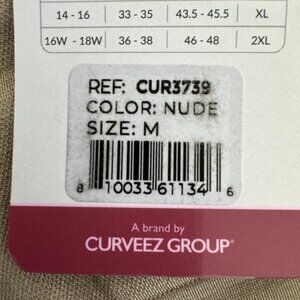 14 - 16 33 - 35 43.5 - 45.5 XL
16W - 18W 36 - 38 46 - 48 2XL
REF: CUR3739
COLOR: NUDE
SIZE: M
8 10033 61134 6
A brand by
CURVEEZ GROUP®